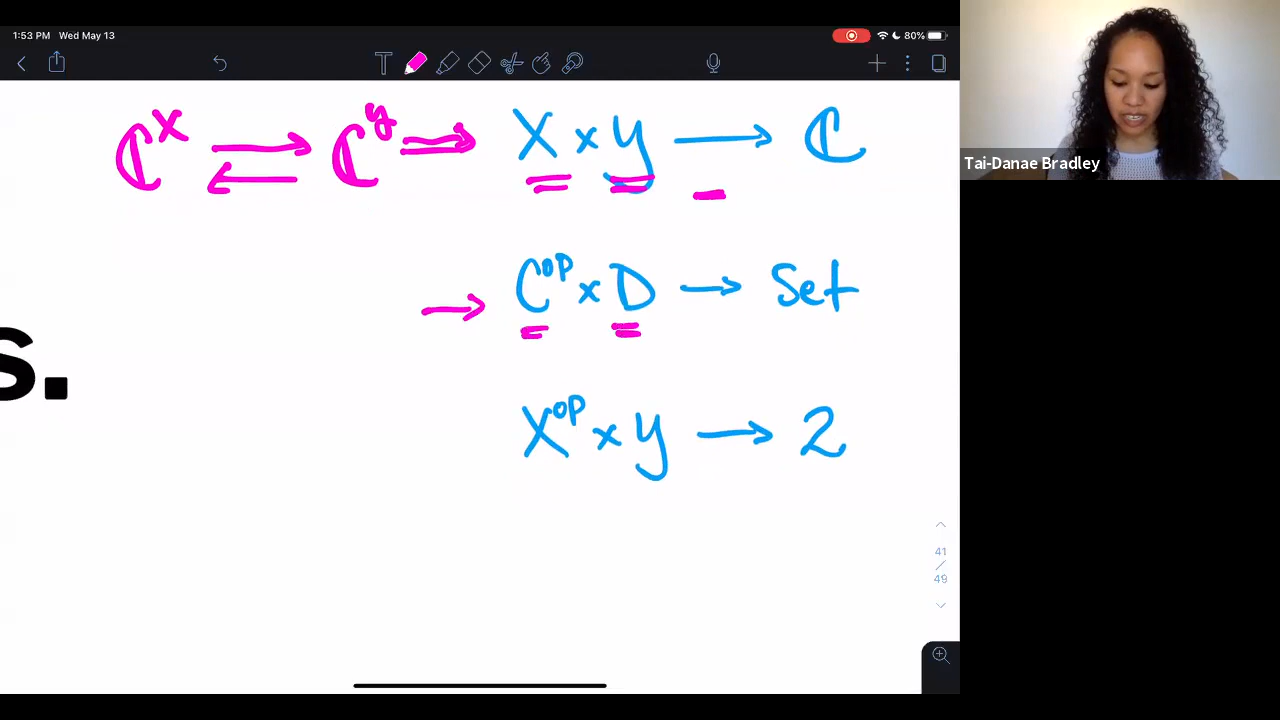 1:53 PM Wed May 13
80%
T
ℂ^X ⇄ ℂ^y ⇒ X × y → ℂ
Tai-Danae Bradley
C^op × D → Set
→
s.
X^op × y → 2
41
/
49